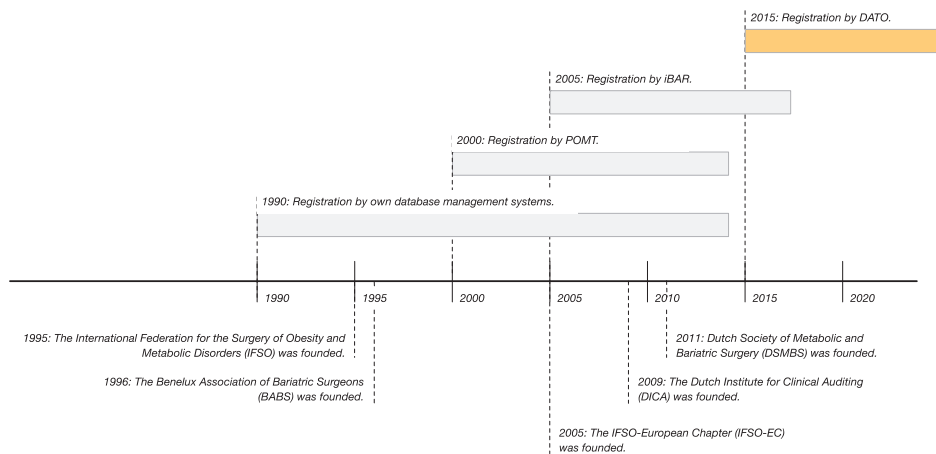 2015: Registration by DATO.
2005: Registration by iBAR.
2000: Registration by POMT.
1990: Registration by own database management systems.
1990
1995
2000
2005
2010
2015
2020
1995: The International Federation for the Surgery of Obesity and
Metabolic Disorders (IFSO) was founded.
2011: Dutch Society of Metabolic and
Bariatric Surgery (DSMBS) was founded.
1996: The Benelux Association of Bariatric Surgeons
(BABS) was founded.
2009: The Dutch Institute for Clinical Auditing
(DICA) was founded.
2005: The IFSO-European Chapter (IFSO-EC)
was founded.